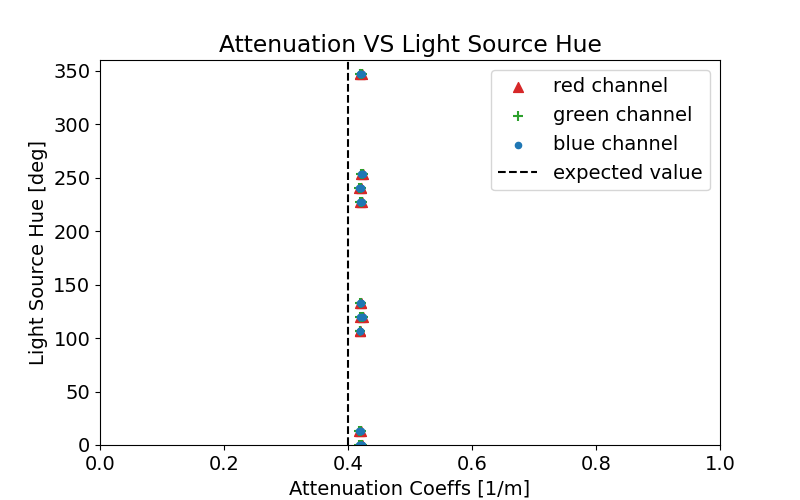 Attenuation VS Light Source Hue
350
300
250
200
150
100
50
0
Light Source Hue [deg]
red channel
green channel
blue channel
expected value
0.0 0.2 0.4 0.6 0.8 1.0
Attenuation Coeffs [1/m]